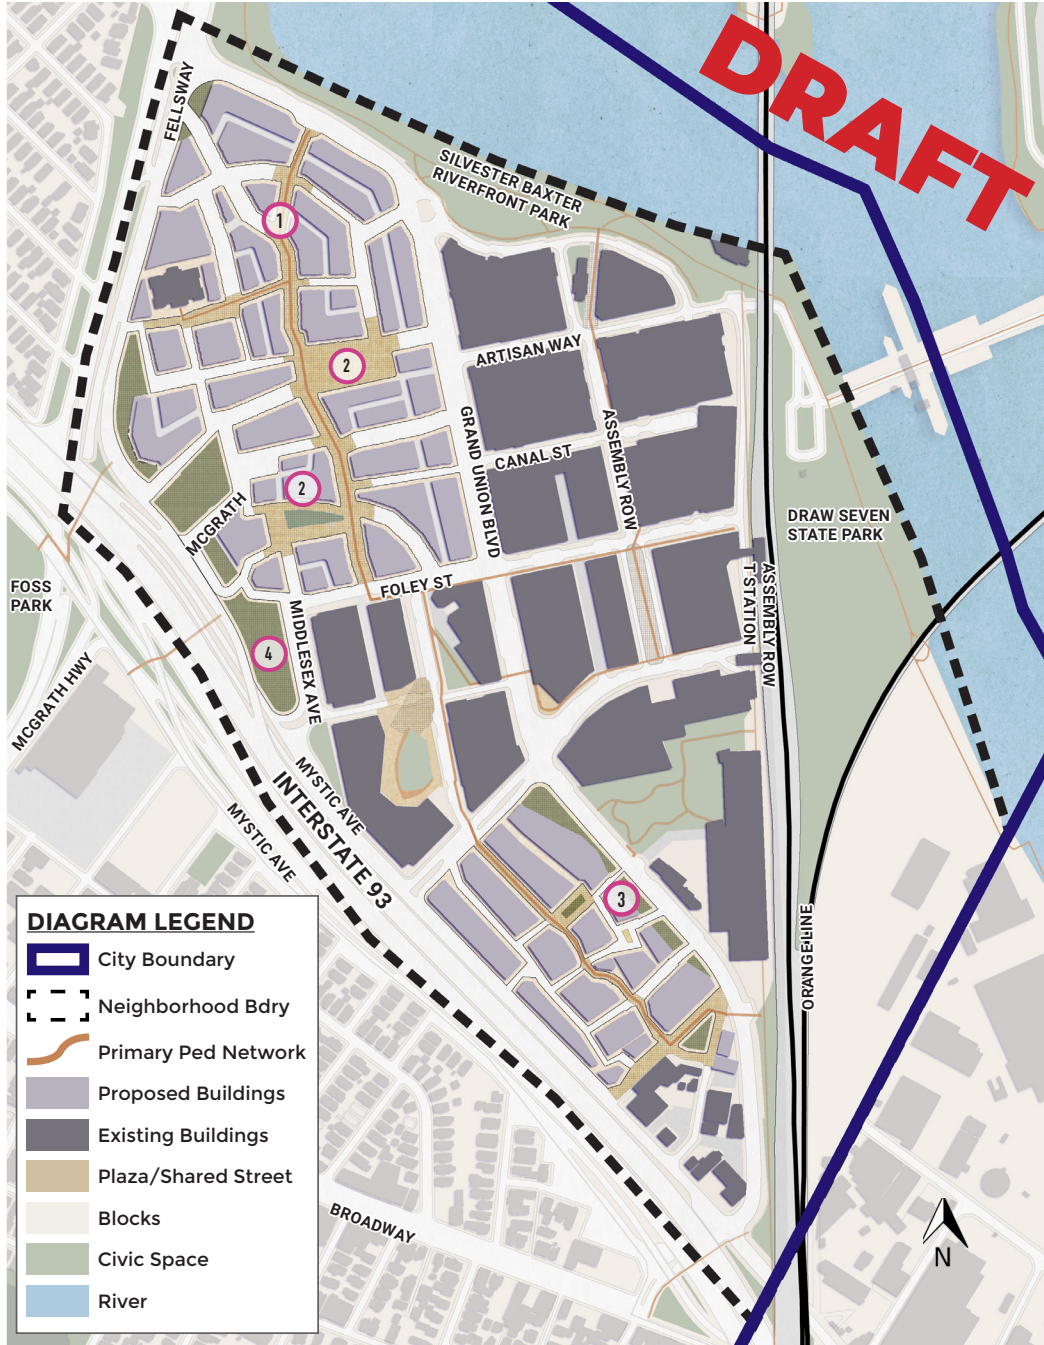 DRAFT
FELLSWAY
SILVESTER BAXTER
RIVERFRONT PARK
1
ARTISAN WAY
2
GRAND UNION BLVD
ASSEMBLY ROW
CANAL ST
2
MCGRATH
DRAW SEVEN
STATE PARK
FOSS
PARK
FOLEY ST
ASSEMBLY ROW
T STATION
MIDDLESEX AVE
4
MCGRATH HWY
MYSTIC AVE
INTERSTATE 93
MYSTIC AVE
3
ORANGE LINE
BROADWAY
N
DIAGRAM LEGEND
City Boundary
Neighborhood Bdry
Primary Ped Network
Proposed Buildings
Existing Buildings
Plaza/Shared Street
Blocks
Civic Space
River